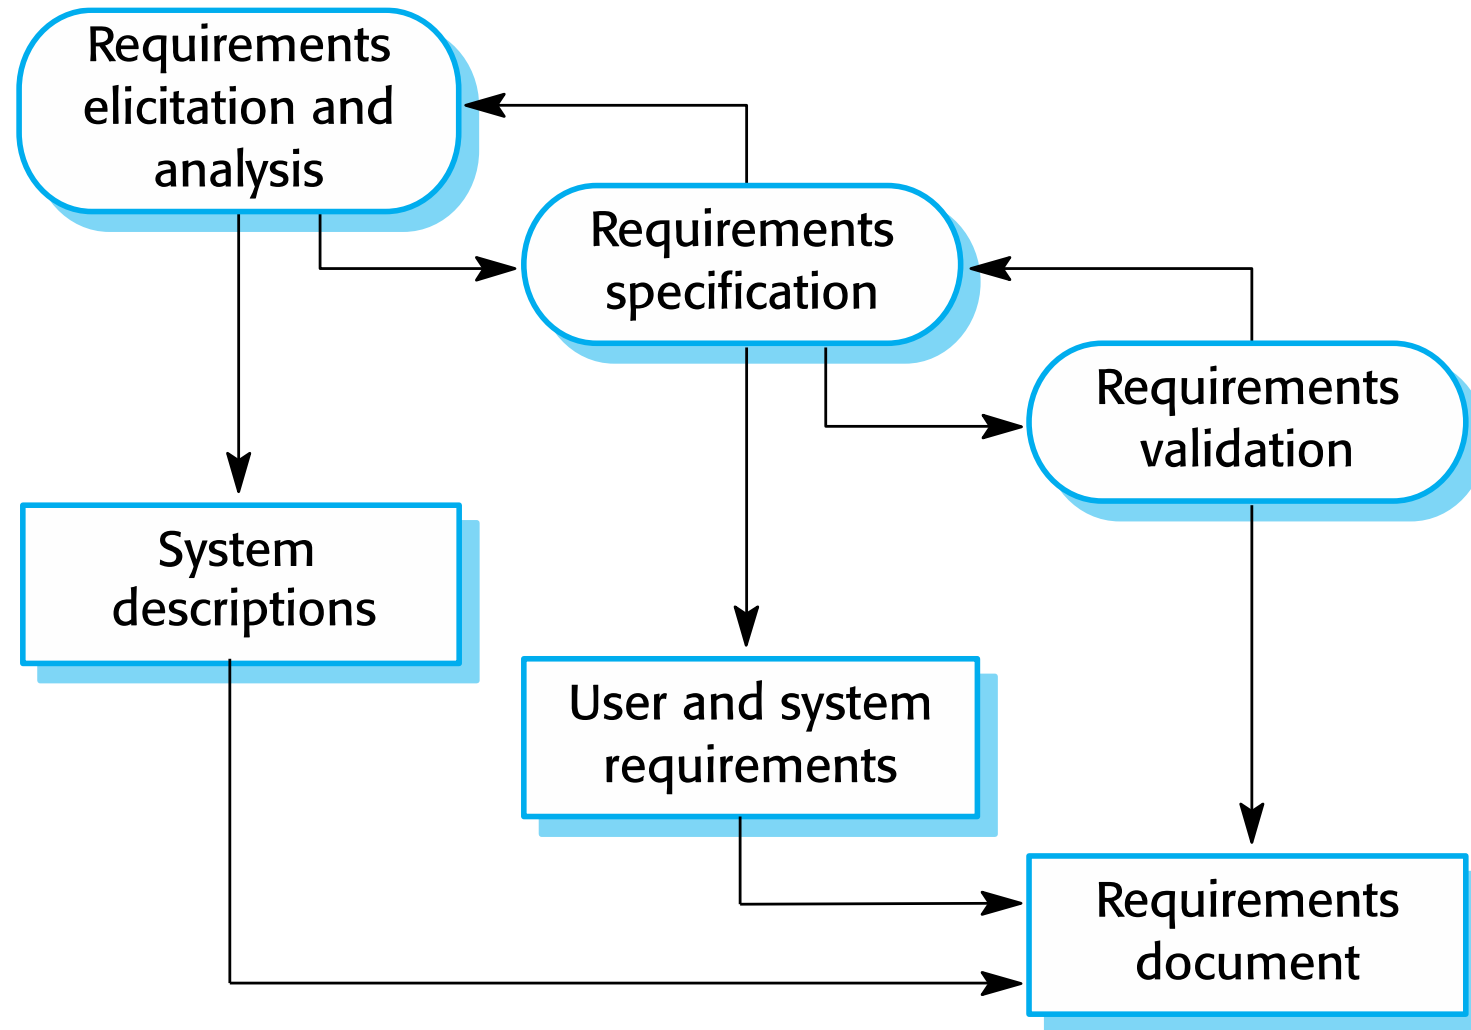 Requirements
elicitation and
analysis
Requirements
specification
Requirements
validation
System
descriptions
User and system
requirements
Requirements
document